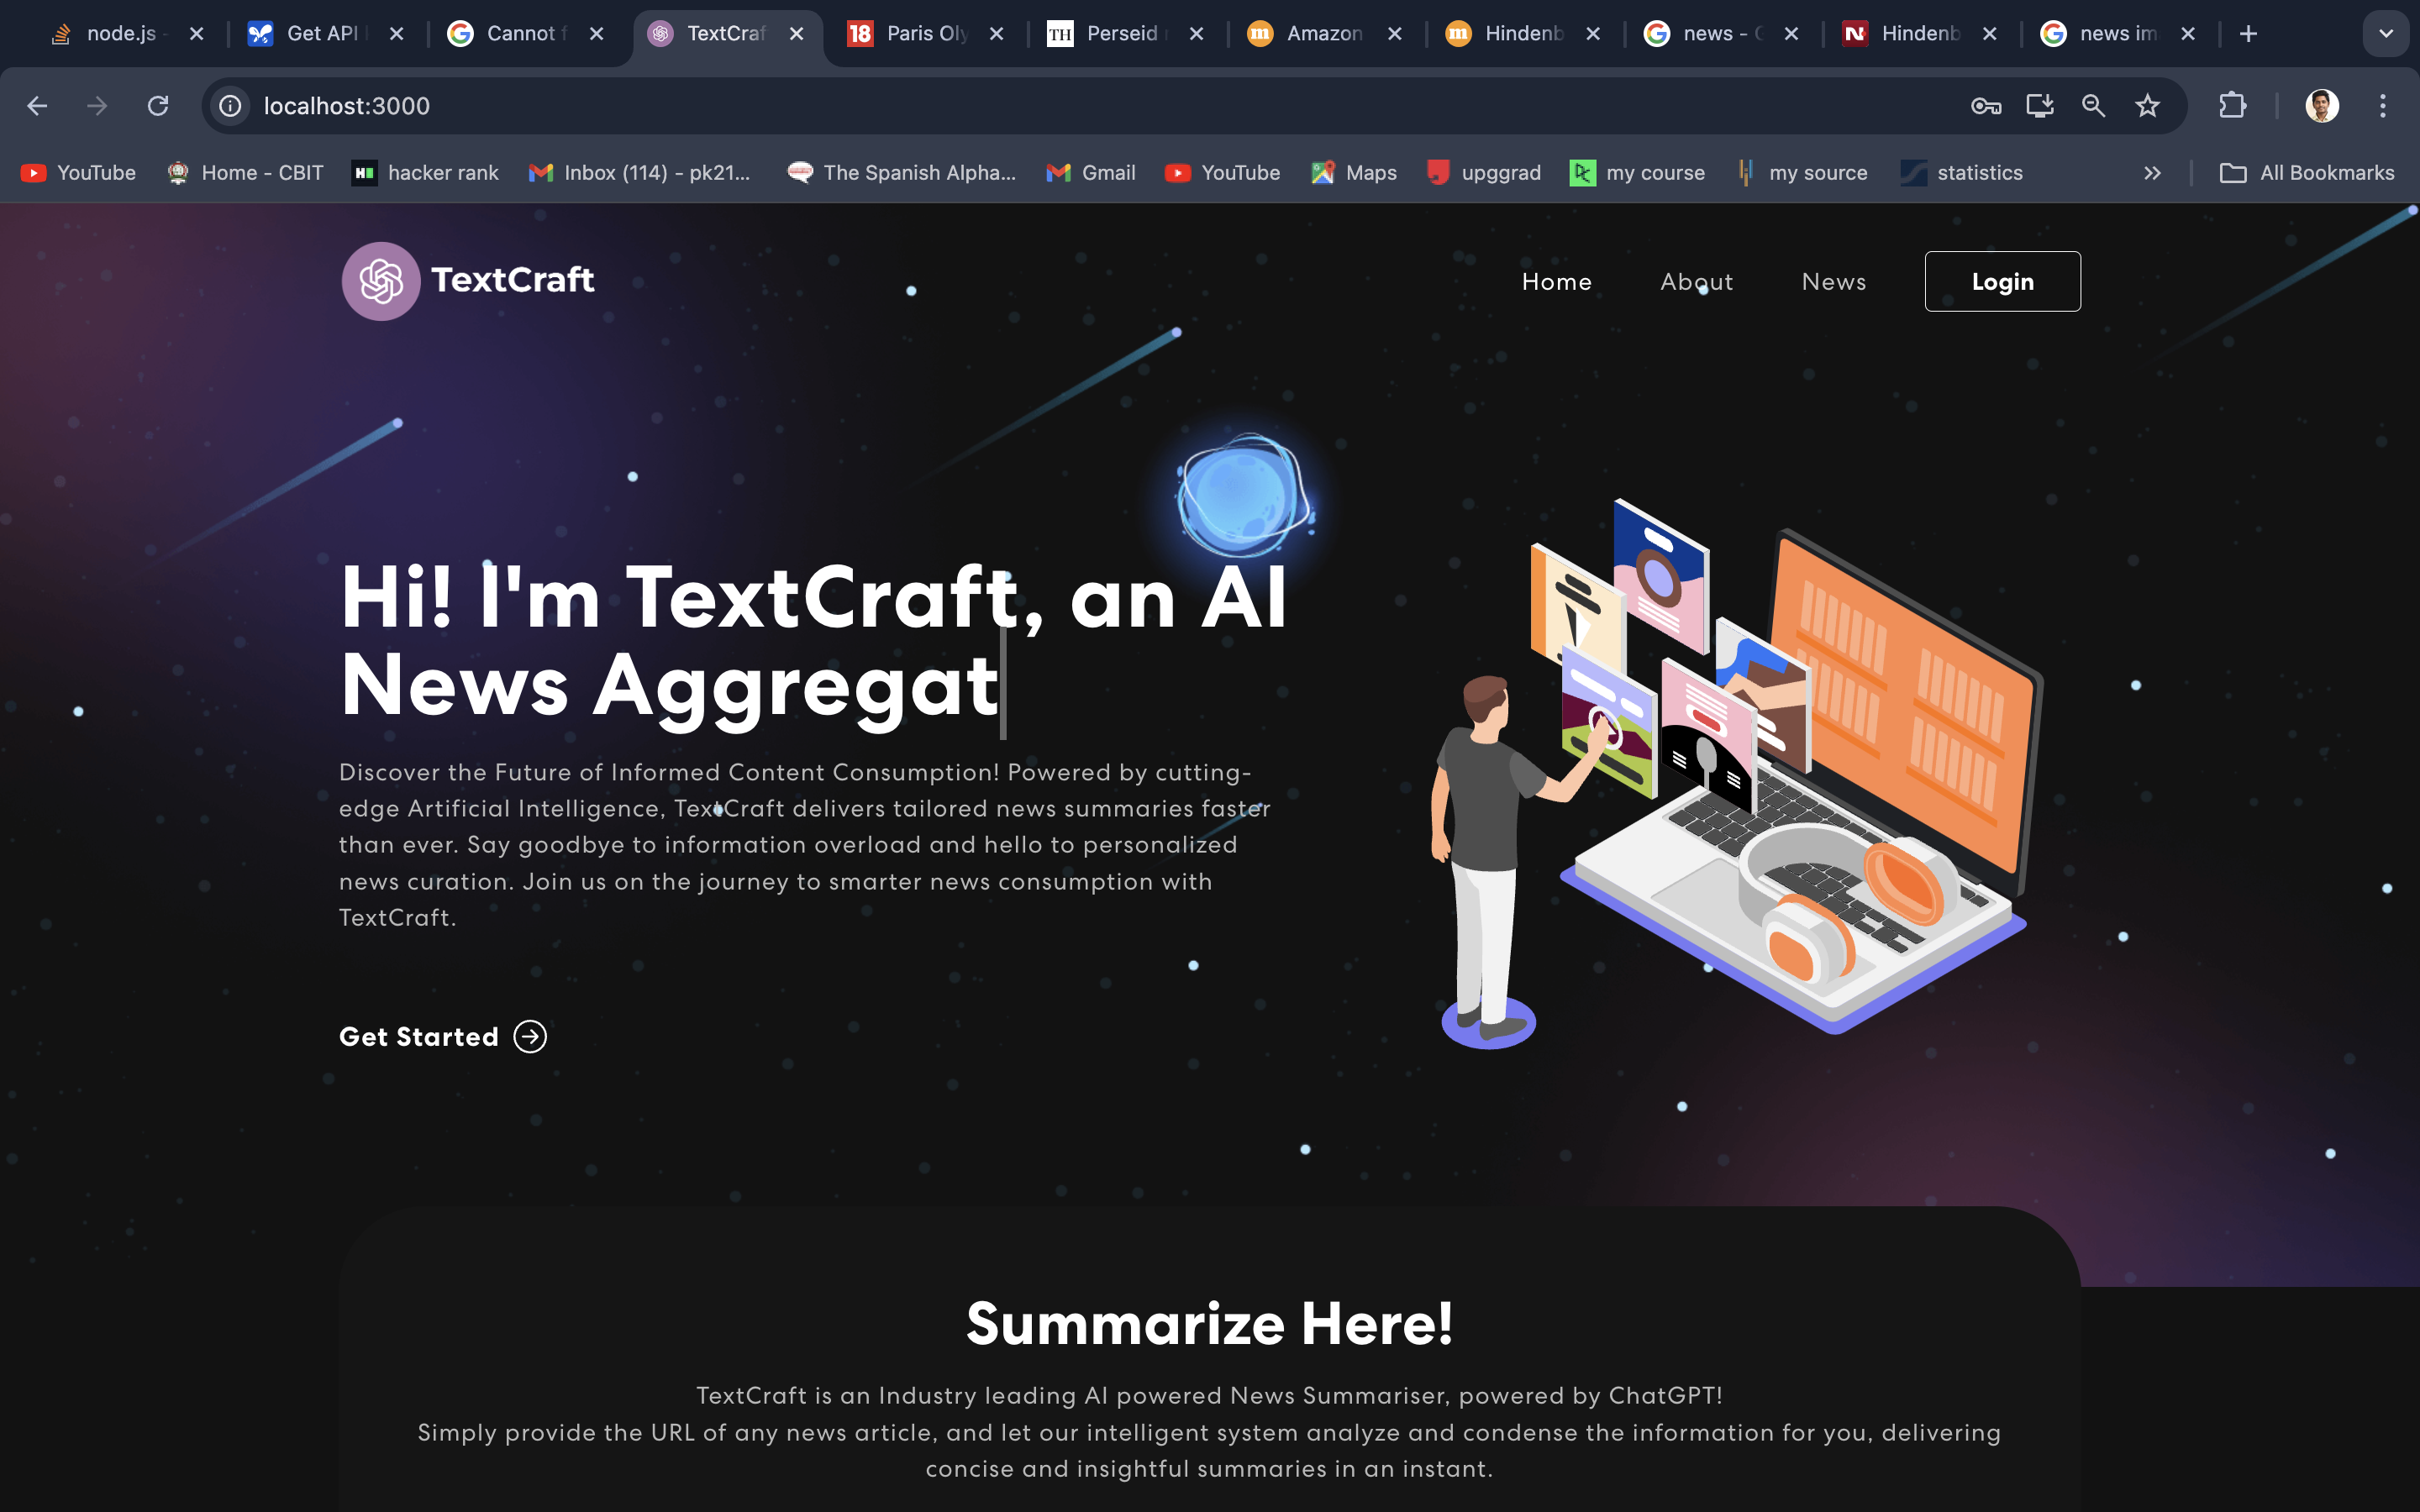 node.js -
Get API
Cannot f
TextCraf
18 Paris Oly
TH Perseid
m Amazon
m Hindenb
news -
N Hindenb
news im
localhost:3000
YouTube
Home - CBIT
hacker rank
Inbox (114) - pk21...
The Spanish Alpha...
Gmail
YouTube
Maps
upggrad
my course
my source
statistics
All Bookmarks
TextCraft
Home
About
News
Login
Hi! I'm TextCraft, an AI
News Aggregat
Discover the Future of Informed Content Consumption! Powered by cutting-
edge Artificial Intelligence, TextCraft delivers tailored news summaries faster
than ever. Say goodbye to information overload and hello to personalized
news curation. Join us on the journey to smarter news consumption with
TextCraft.
Get Started
Summarize Here!
TextCraft is an Industry leading AI powered News Summariser, powered by ChatGPT!
Simply provide the URL of any news article, and let our intelligent system analyze and condense the information for you, delivering
concise and insightful summaries in an instant.